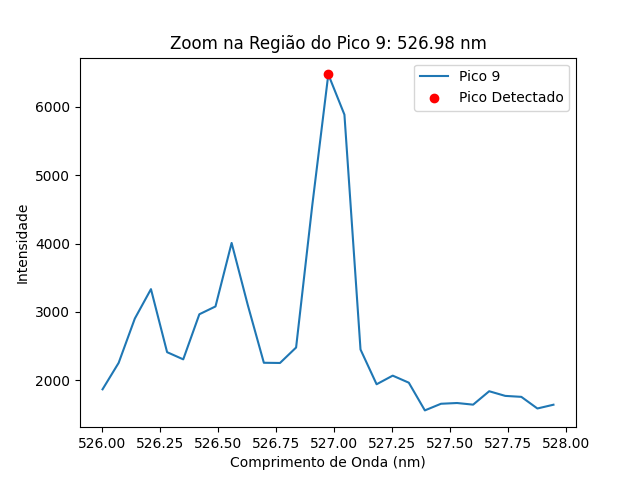 Zoom na Região do Pico 9: 526.98 nm
Pico 9
Pico Detectado
Intensidade
6000
5000
4000
3000
2000
526.00 526.25 526.50 526.75 527.00 527.25 527.50 527.75 528.00
Comprimento de Onda (nm)